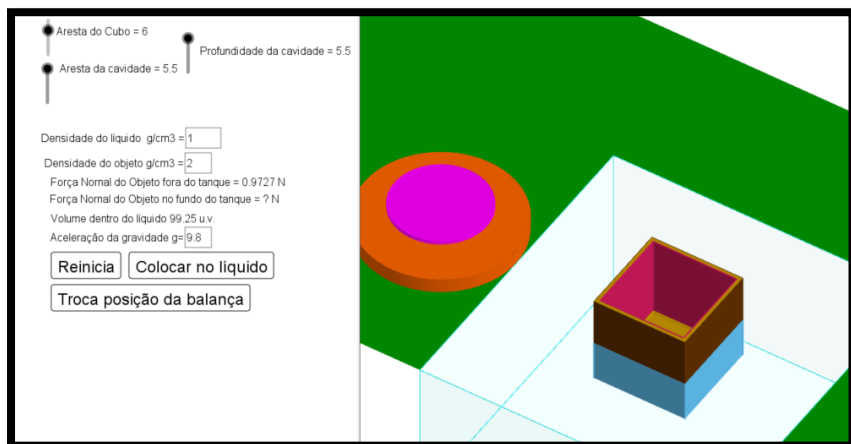 Aresta do Cubo = 6
Profundidade da cavidade = 5.5
Aresta da cavidade = 5.5
Densidade do líquido g/cm3 = 1
Densidade do objeto g/cm3 = 2
Força Normal do Objeto fora do tanque = 0.9727 N
Força Normal do Objeto no fundo do tanque = ? N
Volume dentro do líquido 99.25 u.v.
Aceleração da gravidade g= 9.8
Reinicia Colocar no líquido
Troca posição da balança